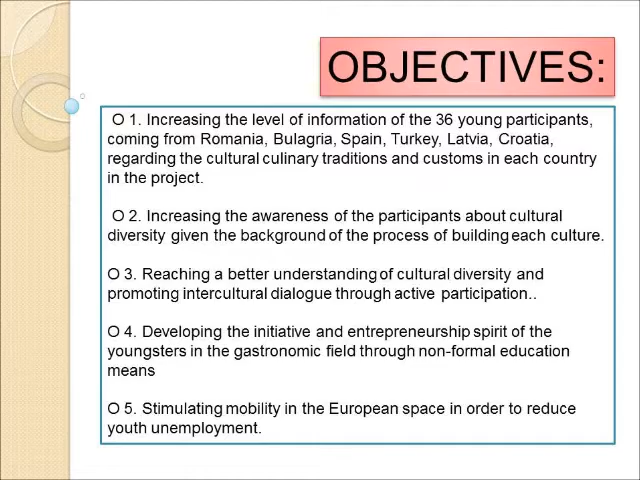 OBJECTIVES:
O 1. Increasing the level of information of the 36 young participants,
coming from Romania, Bulagria, Spain, Turkey, Latvia, Croatia,
regarding the cultural culinary traditions and customs in each country
in the project.
O 2. Increasing the awareness of the participants about cultural
diversity given the background of the process of building each culture.
O 3. Reaching a better understanding of cultural diversity and
promoting intercultural dialogue through active participation..
O 4. Developing the initiative and entrepreneurship spirit of the
youngsters in the gastronomic field through non-formal education
means
O 5. Stimulating mobility in the European space in order to reduce
youth unemployment.